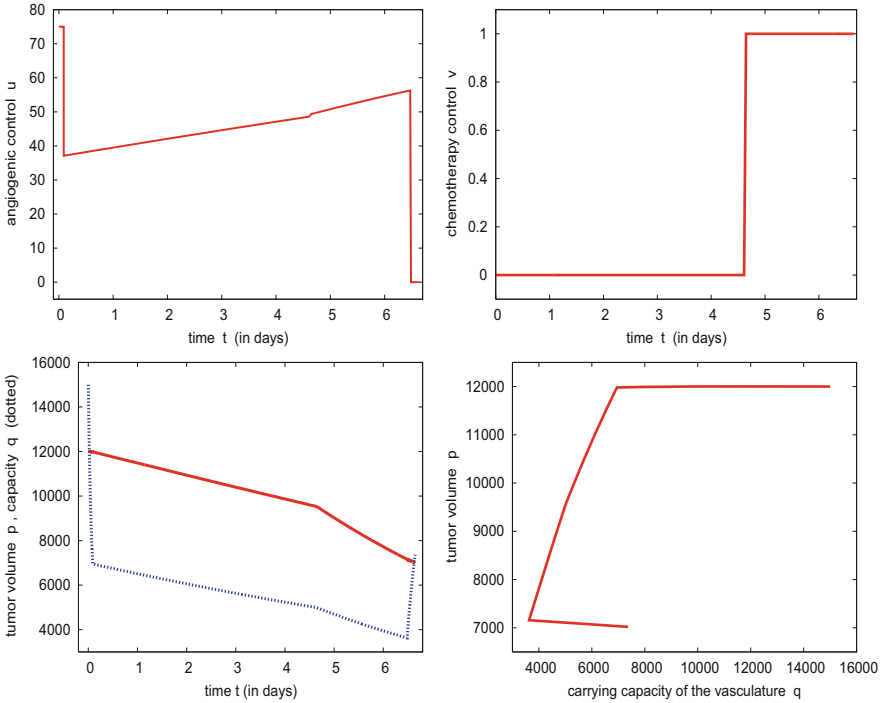 80
70
60
50
40
30
20
10
0
angiogenic control u
0 1 2 3 4 5 6
time t (in days)
1
0.8
0.6
0.4
0.2
0
chemotherapy control v
0 1 2 3 4 5 6
time t (in days)
16000
14000
12000
10000
8000
6000
4000
tumor volume p , capacity q (dotted)
0 1 2 3 4 5 6
time t (in days)
12000
11000
10000
9000
8000
7000
tumor volume p
4000 6000 8000 10000 12000 14000 16000
carrying capacity of the vasculature q